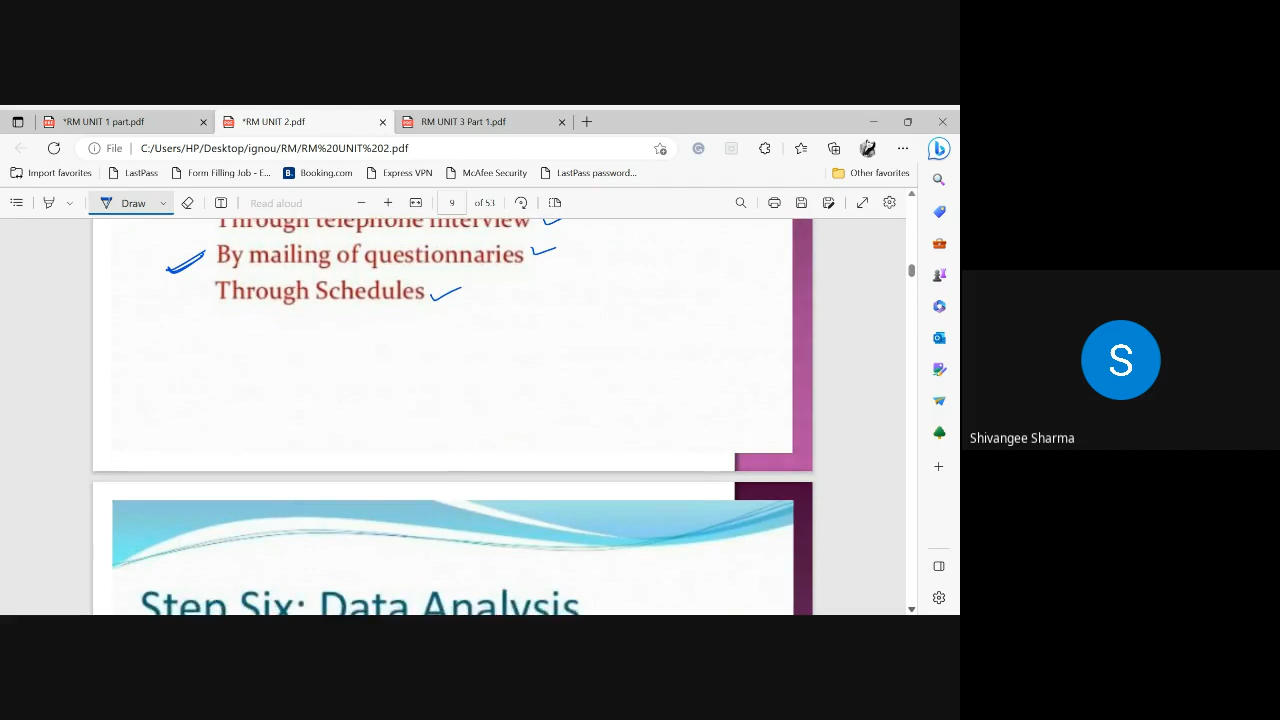 *RM UNIT 1 part.pdf
*RM UNIT 2.pdf
RM UNIT 3 Part 1.pdf
File
C:/Users/HP/Desktop/ignou/RM/RM%20UNIT%202.pdf
Import favorites
LastPass
Form Filling Job - E...
B.
Booking.com
Express VPN
McAfee Security
LastPass password...
Other favorites
Draw
Read aloud
9
of 53
Through telephone interview
By mailing of questionnaries
Through Schedules
Step Six: Data Analysis
S
Shivangee Sharma